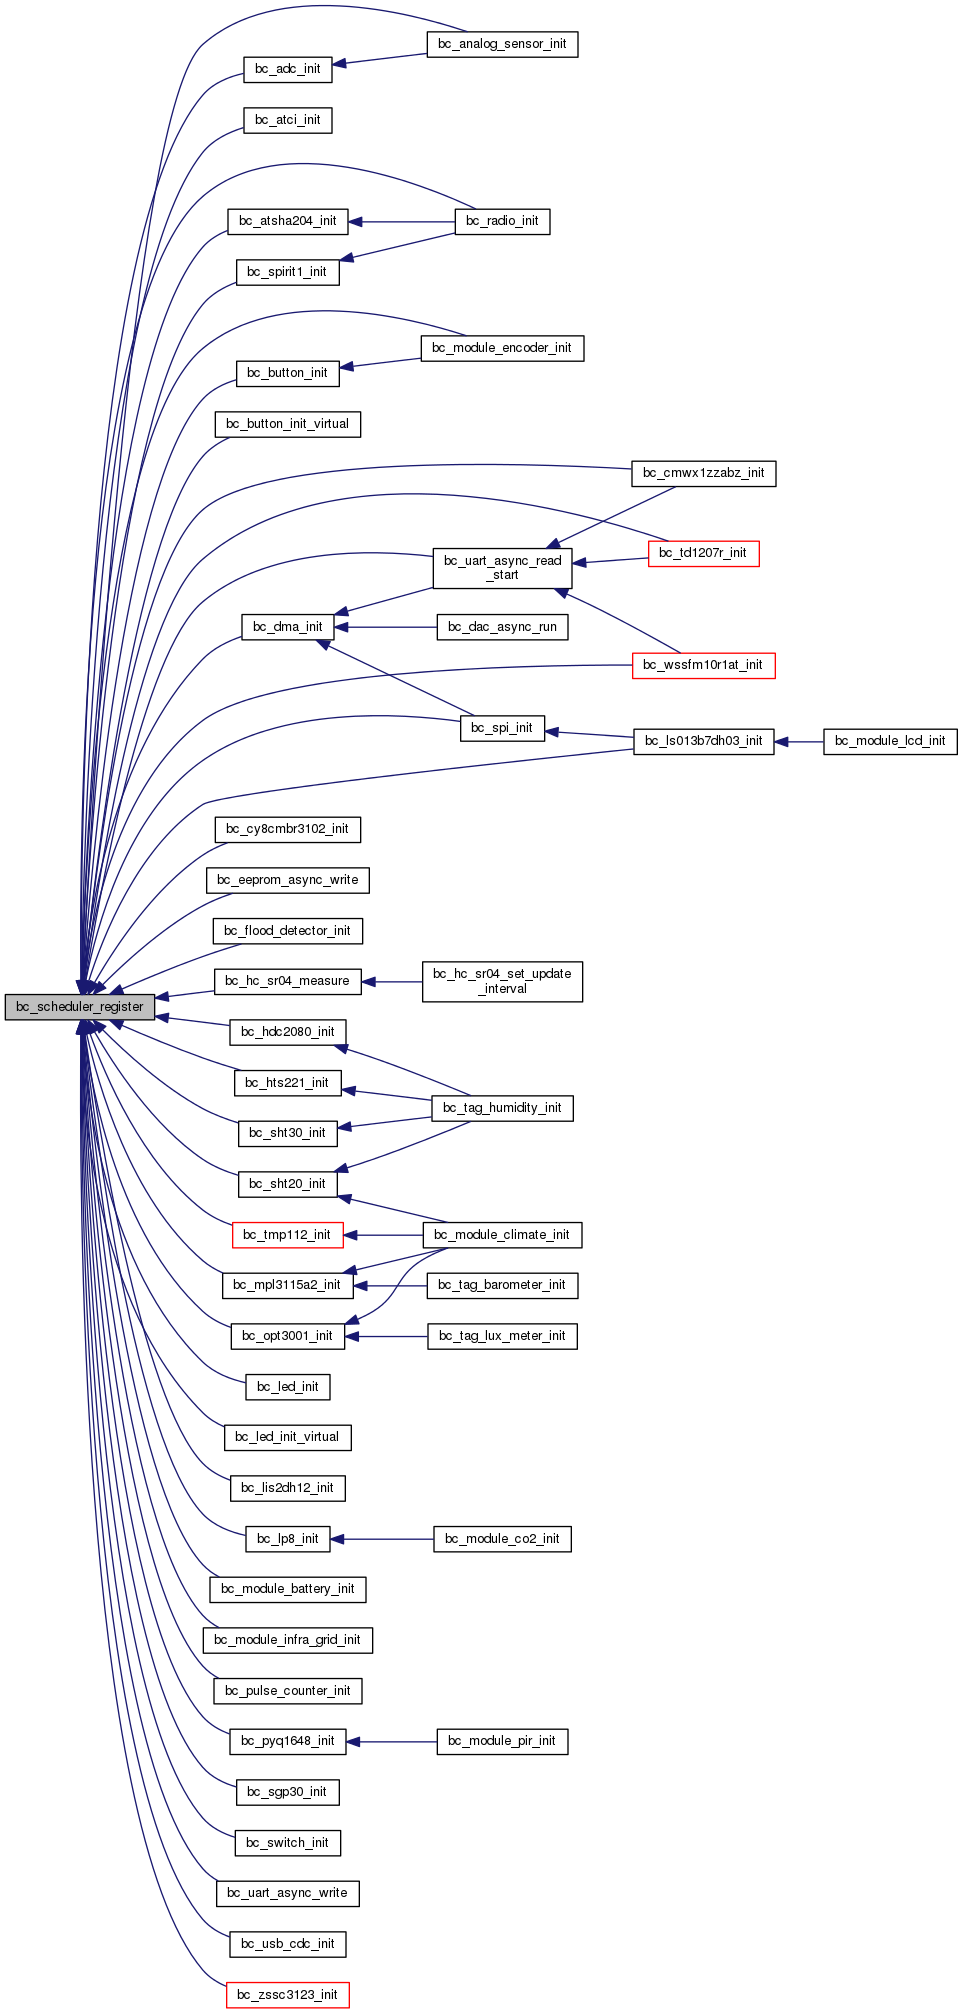 bc_analog_sensor_init
bc_adc_init
bc_atci_init
bc_atsha204_init
bc_radio_init
bc_spirit1_init
bc_module_encoder_init
bc_button_init
bc_button_init_virtual
bc_cmwx1zzabz_init
bc_td1207r_init
bc_uart_async_read
_start
bc_dma_init
bc_dac_async_run
bc_wssfm10r1at_init
bc_spi_init
bc_ls013b7dh03_init
bc_module_lcd_init
bc_cy8cmbr3102_init
bc_eeprom_async_write
bc_flood_detector_init
bc_hc_sr04_measure
bc_hc_sr04_set_update
_interval
bc_scheduler_register
bc_hdc2080_init
bc_hts221_init
bc_tag_humidity_init
bc_sht30_init
bc_sht20_init
bc_tmp112_init
bc_module_climate_init
bc_mpl3115a2_init
bc_tag_barometer_init
bc_opt3001_init
bc_tag_lux_meter_init
bc_led_init
bc_led_init_virtual
bc_lis2dh12_init
bc_lp8_init
bc_module_co2_init
bc_module_battery_init
bc_module_infra_grid_init
bc_pulse_counter_init
bc_pyq1648_init
bc_module_pir_init
bc_sgp30_init
bc_switch_init
bc_uart_async_write
bc_usb_cdc_init
bc_zssc3123_init